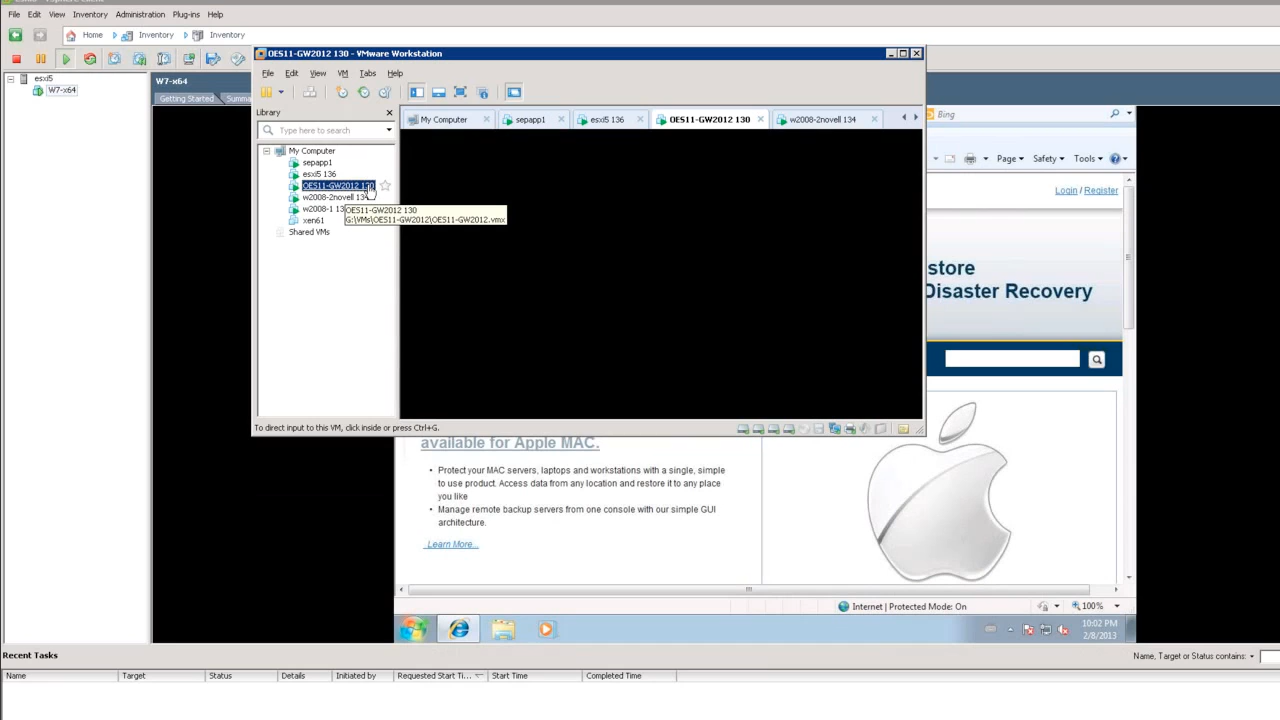 File Edit View Inventory Administration Plug-ins Help
Home Inventory Inventory
esxi5
W7-x64
W7-x64
Getting Started Summa
OES11-GW2012 130 - VMware Workstation
File Edit View VM Tabs Help
Library
Type here to search
My Computer
sepapp1
esxi5 136
OES11-GW2012 130
w2008-2novell 134
w2008-1 13
xen61
Shared VMs
OES11-GW2012 130
G:\VMs\OES11-GW2012\OES11-GW2012.vmx
My Computer sepapp1 esxi5 136 OES11-GW2012 130 w2008-2novell 134
To direct input to this VM, click inside or press Ctrl+G.
Bing
Page Safety Tools
Login / Register
store
Disaster Recovery
available for Apple MAC.
• Protect your MAC servers, laptops and workstations with a single, simple
to use product. Access data from any location and restore it to any place
you like
• Manage remote backup servers from one console with our simple GUI
architecture.
Learn More...
Internet | Protected Mode: On
100%
10:02 PM
2/8/2013
Recent Tasks
Name, Target or Status contains:
Name Target Status Details Initiated by Requested Start Ti... Start Time Completed Time